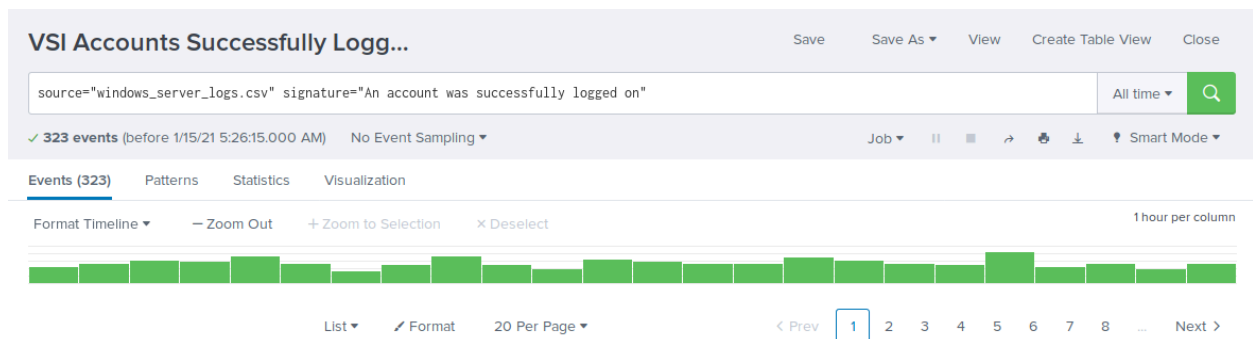 VSI Accounts Successfully Logg...
Save
Save As
View
Create Table View
Close
source="windows_server_logs.csv" signature="An account was successfully logged on"
All time
323 events (before 1/15/21 5:26:15.000 AM)
No Event Sampling
Job
Smart Mode
Events (323)
Patterns
Statistics
Visualization
Format Timeline
— Zoom Out
+ Zoom to Selection
× Deselect
1 hour per column
List
Format
20 Per Page
< Prev
1
2
3
4
5
6
7
8
...
Next >